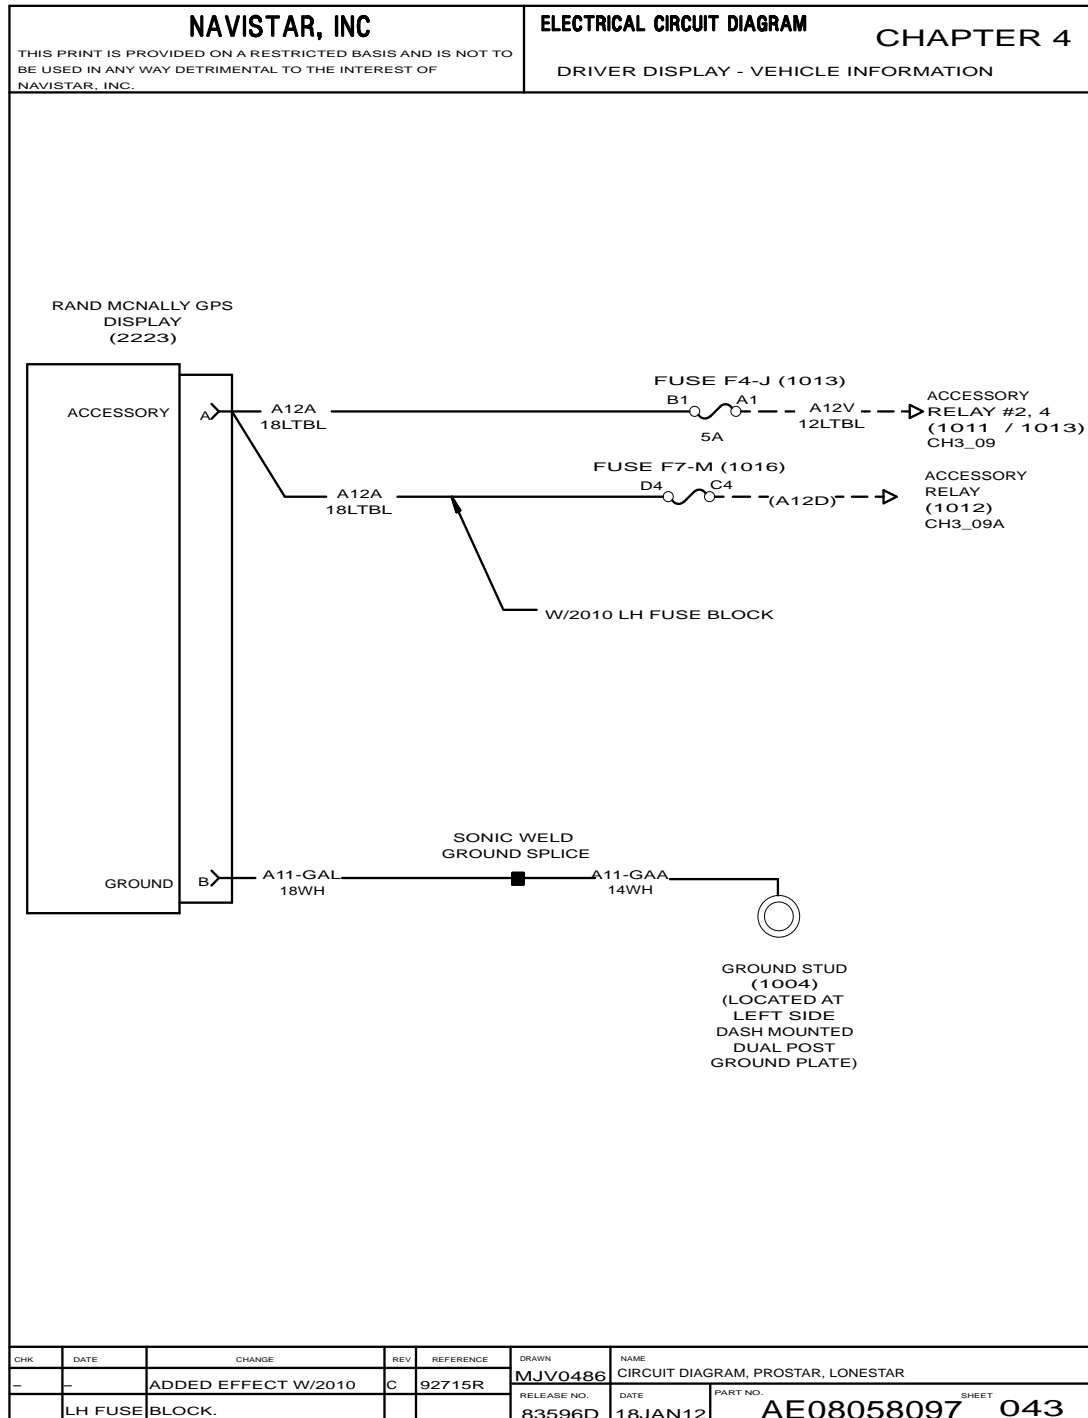 NAVISTAR, INC
THIS PRINT IS PROVIDED ON A RESTRICTED BASIS AND IS NOT TO
BE USED IN ANY WAY DETRIMENTAL TO THE INTEREST OF
NAVISTAR, INC.
ELECTRICAL CIRCUIT DIAGRAM
CHAPTER 4
DRIVER DISPLAY - VEHICLE INFORMATION
RAND MCNALLY GPS
DISPLAY
(2223)
ACCESSORY
A
A12A
18LTBL
FUSE F4-J (1013)
B1
A1
5A
A12V
12LTBL
ACCESSORY
RELAY #2, 4
(1011 / 1013)
CH3_09
A12A
18LTBL
FUSE F7-M (1016)
D4
C4
(A12D)
ACCESSORY
RELAY
(1012)
CH3_09A
W/2010 LH FUSE BLOCK
GROUND
B
A11-GAL
18WH
SONIC WELD
GROUND SPLICE
A11-GAA
14WH
GROUND STUD
(1004)
(LOCATED AT
LEFT SIDE
DASH MOUNTED
DUAL POST
GROUND PLATE)
CHK
DATE
CHANGE
REV
REFERENCE
–
–
ADDED EFFECT W/2010
C
92715R
LH FUSE BLOCK.
DRAWN
MJV0486
NAME
CIRCUIT DIAGRAM, PROSTAR, LONESTAR
RELEASE NO.
83596D
DATE
18JAN12
PART NO.
AE08058097
SHEET
043